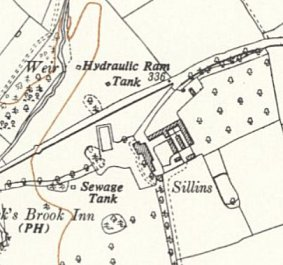 Weir
Hydraulic Ram
Tank
336
Sewage
Tank
Sillins
k's Brook Inn
(PH)